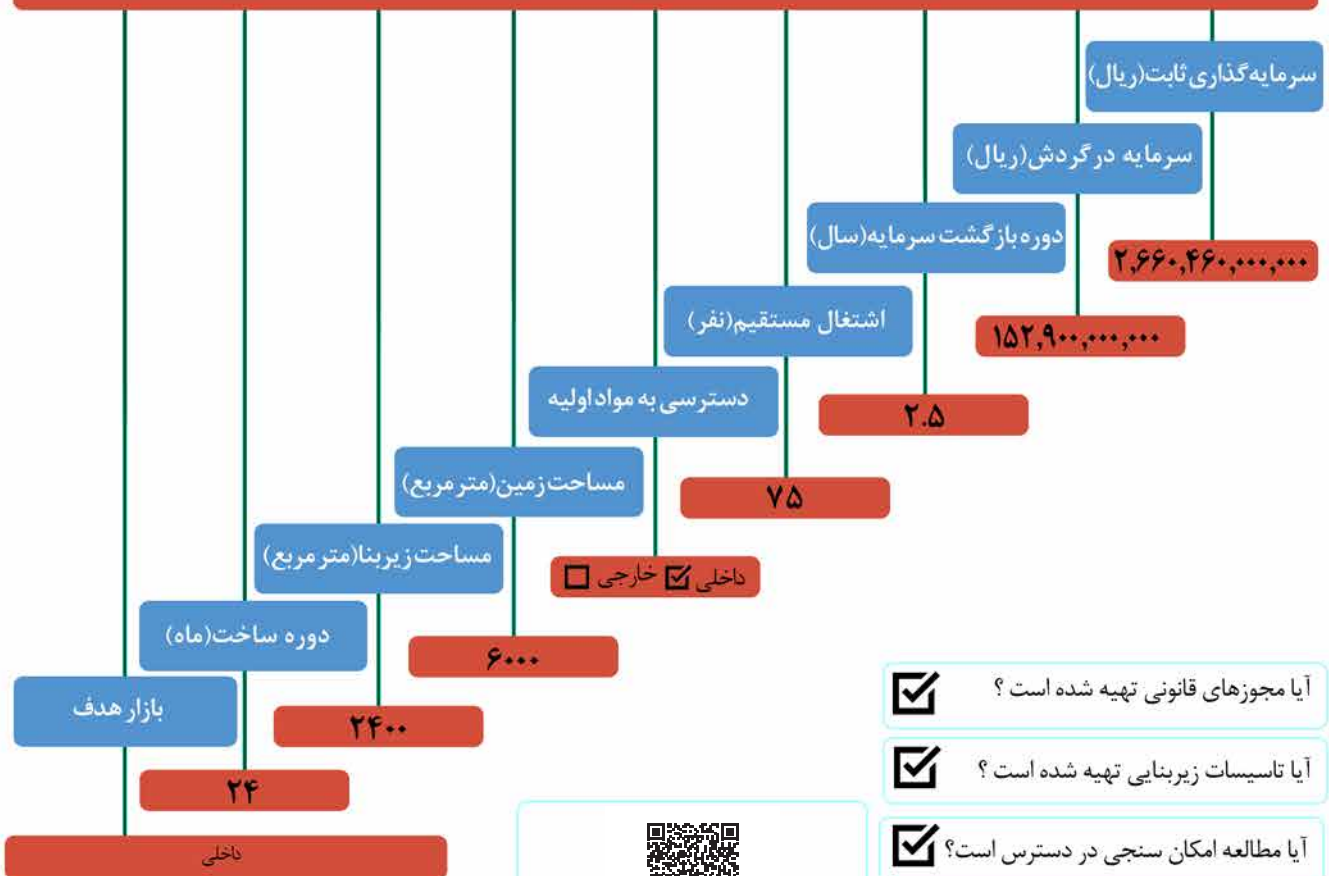 سرمایه‌گذاری ثابت(ریال)
۲,۶۶۰,۴۶۰,۰۰۰,۰۰۰
سرمایه در گردش(ریال)
۱۵۲,۹۰۰,۰۰۰,۰۰۰
دوره بازگشت سرمایه(سال)
۲.۵
اشتغال مستقیم(نفر)
۷۵
دسترسی به مواد اولیه
داخلی ☑ خارجی ☐
مساحت زمین(متر مربع)
۶۰۰۰
مساحت زیربنا(متر مربع)
۲۴۰۰
دوره ساخت(ماه)
۲۴
بازار هدف
داخلی
آیا مجوزهای قانونی تهیه شده است ؟ ☑
آیا تاسیسات زیربنایی تهیه شده است ؟ ☑
آیا مطالعه امکان سنجی در دسترس است؟ ☑